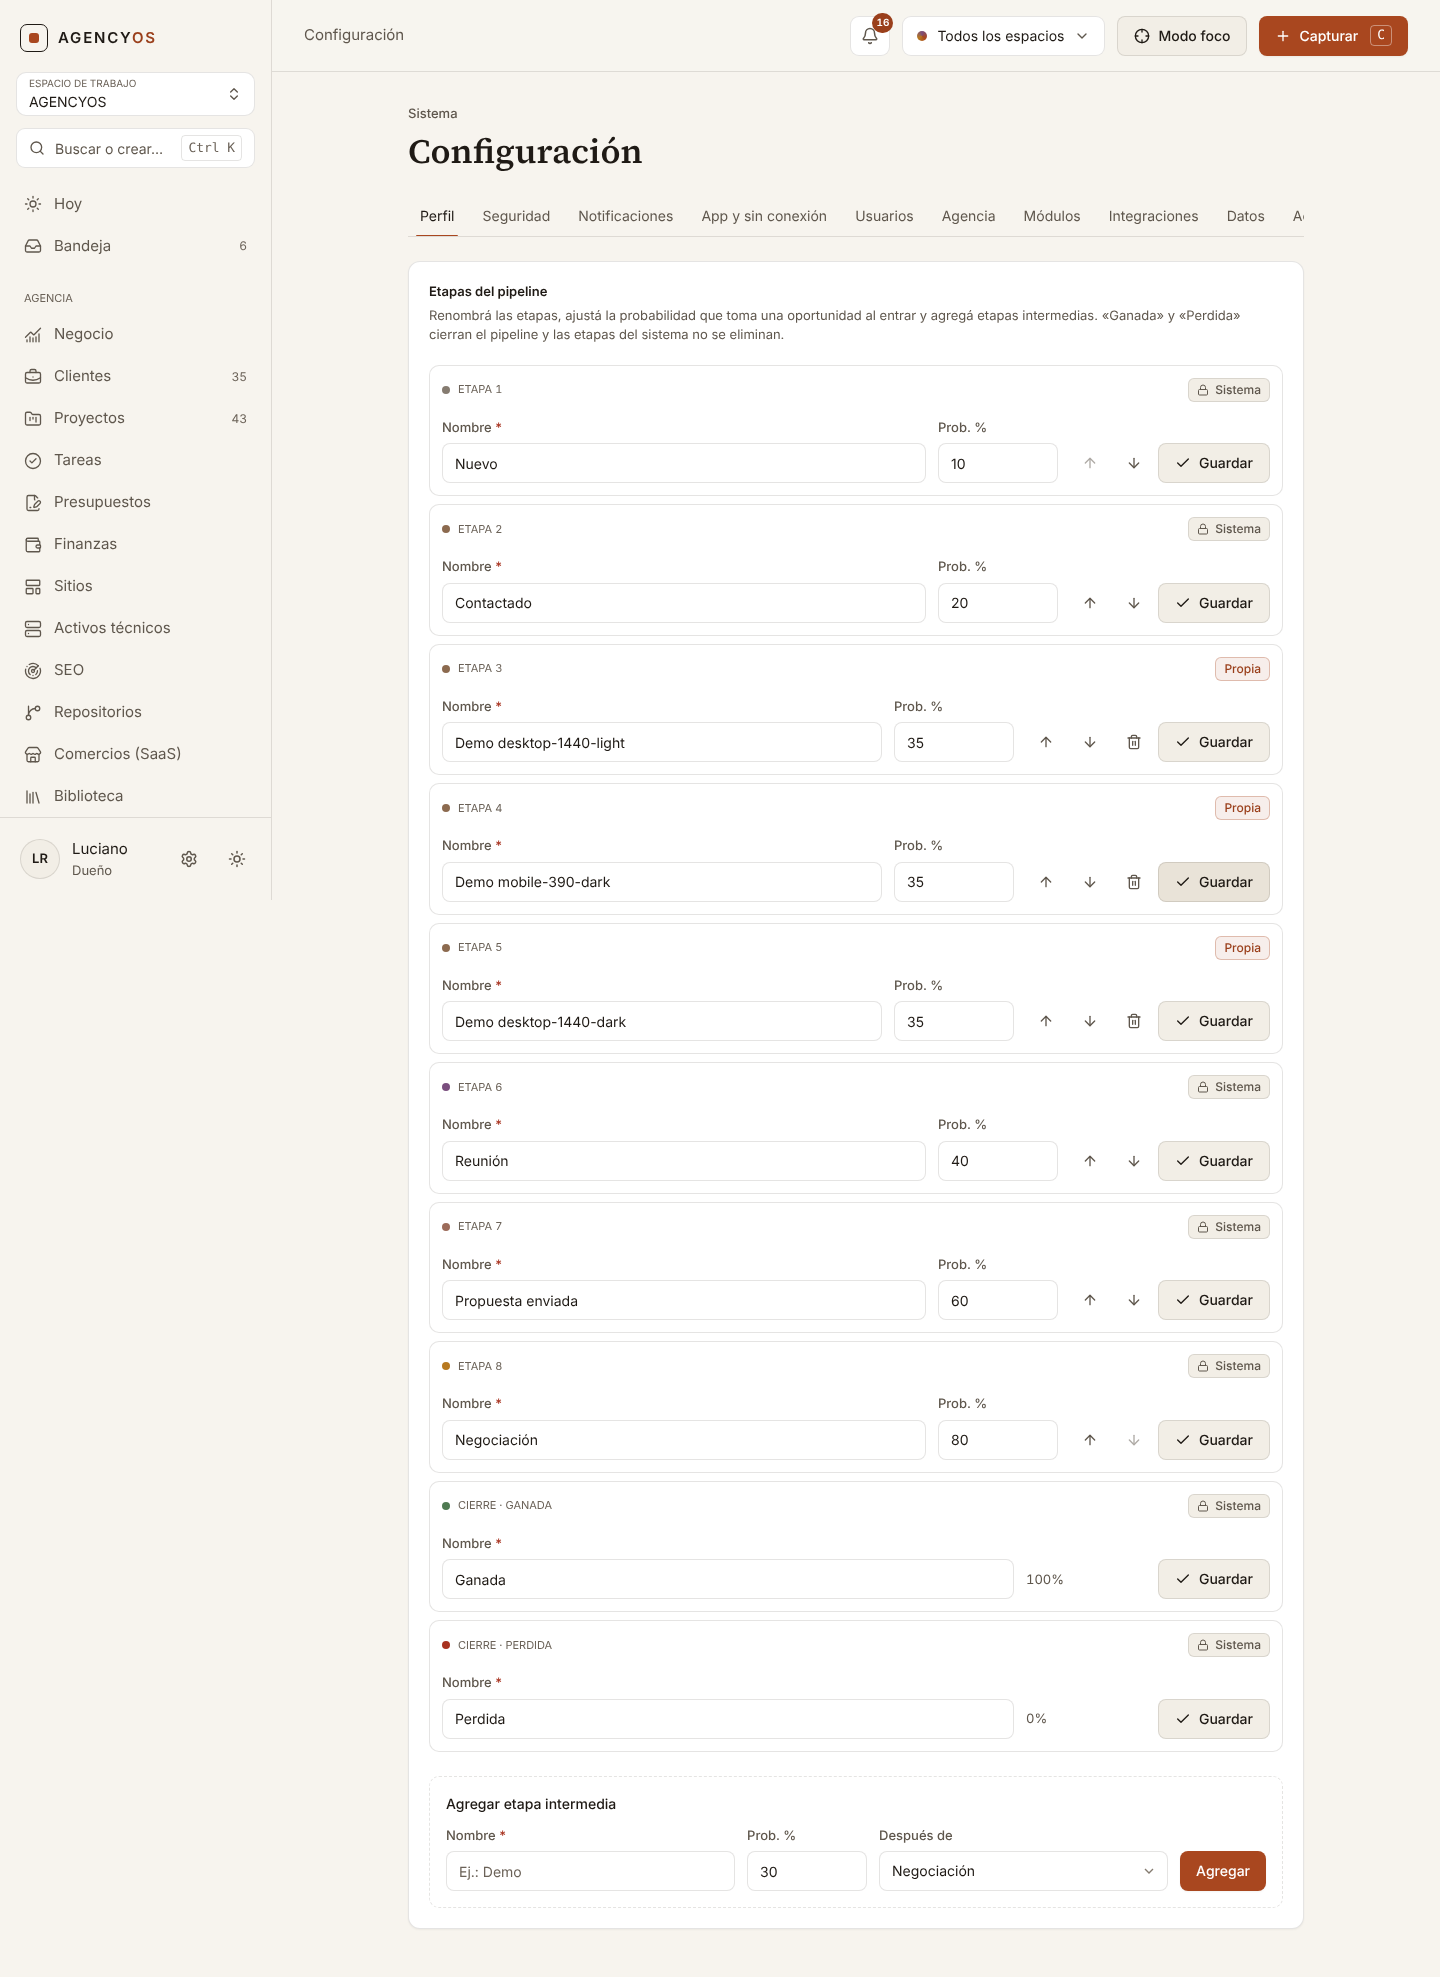 AGENCYOS
ESPACIO DE TRABAJO
AGENCYOS
Buscar o crear... Ctrl K
Hoy
Bandeja 6
AGENCIA
Negocio
Clientes 35
Proyectos 43
Tareas
Presupuestos
Finanzas
Sitios
Activos técnicos
SEO
Repositorios
Comercios (SaaS)
Biblioteca
LR Luciano
Dueño
Configuración
16
Todos los espacios
Modo foco
Capturar C
Sistema
Configuración
Perfil Seguridad Notificaciones App y sin conexión Usuarios Agencia Módulos Integraciones Datos
Etapas del pipeline
Renombrá las etapas, ajustá la probabilidad que toma una oportunidad al entrar y agregá etapas intermedias. «Ganada» y «Perdida»
cierran el pipeline y las etapas del sistema no se eliminan.
ETAPA 1 Sistema
Nombre * Prob. %
Nuevo 10 Guardar
ETAPA 2 Sistema
Nombre * Prob. %
Contactado 20 Guardar
ETAPA 3 Propia
Nombre * Prob. %
Demo desktop-1440-light 35 Guardar
ETAPA 4 Propia
Nombre * Prob. %
Demo mobile-390-dark 35 Guardar
ETAPA 5 Propia
Nombre * Prob. %
Demo desktop-1440-dark 35 Guardar
ETAPA 6 Sistema
Nombre * Prob. %
Reunión 40 Guardar
ETAPA 7 Sistema
Nombre * Prob. %
Propuesta enviada 60 Guardar
ETAPA 8 Sistema
Nombre * Prob. %
Negociación 80 Guardar
CIERRE · GANADA Sistema
Nombre *
Ganada 100% Guardar
CIERRE · PERDIDA Sistema
Nombre *
Perdida 0% Guardar
Agregar etapa intermedia
Nombre * Prob. % Después de
Ej.: Demo 30 Negociación Agregar